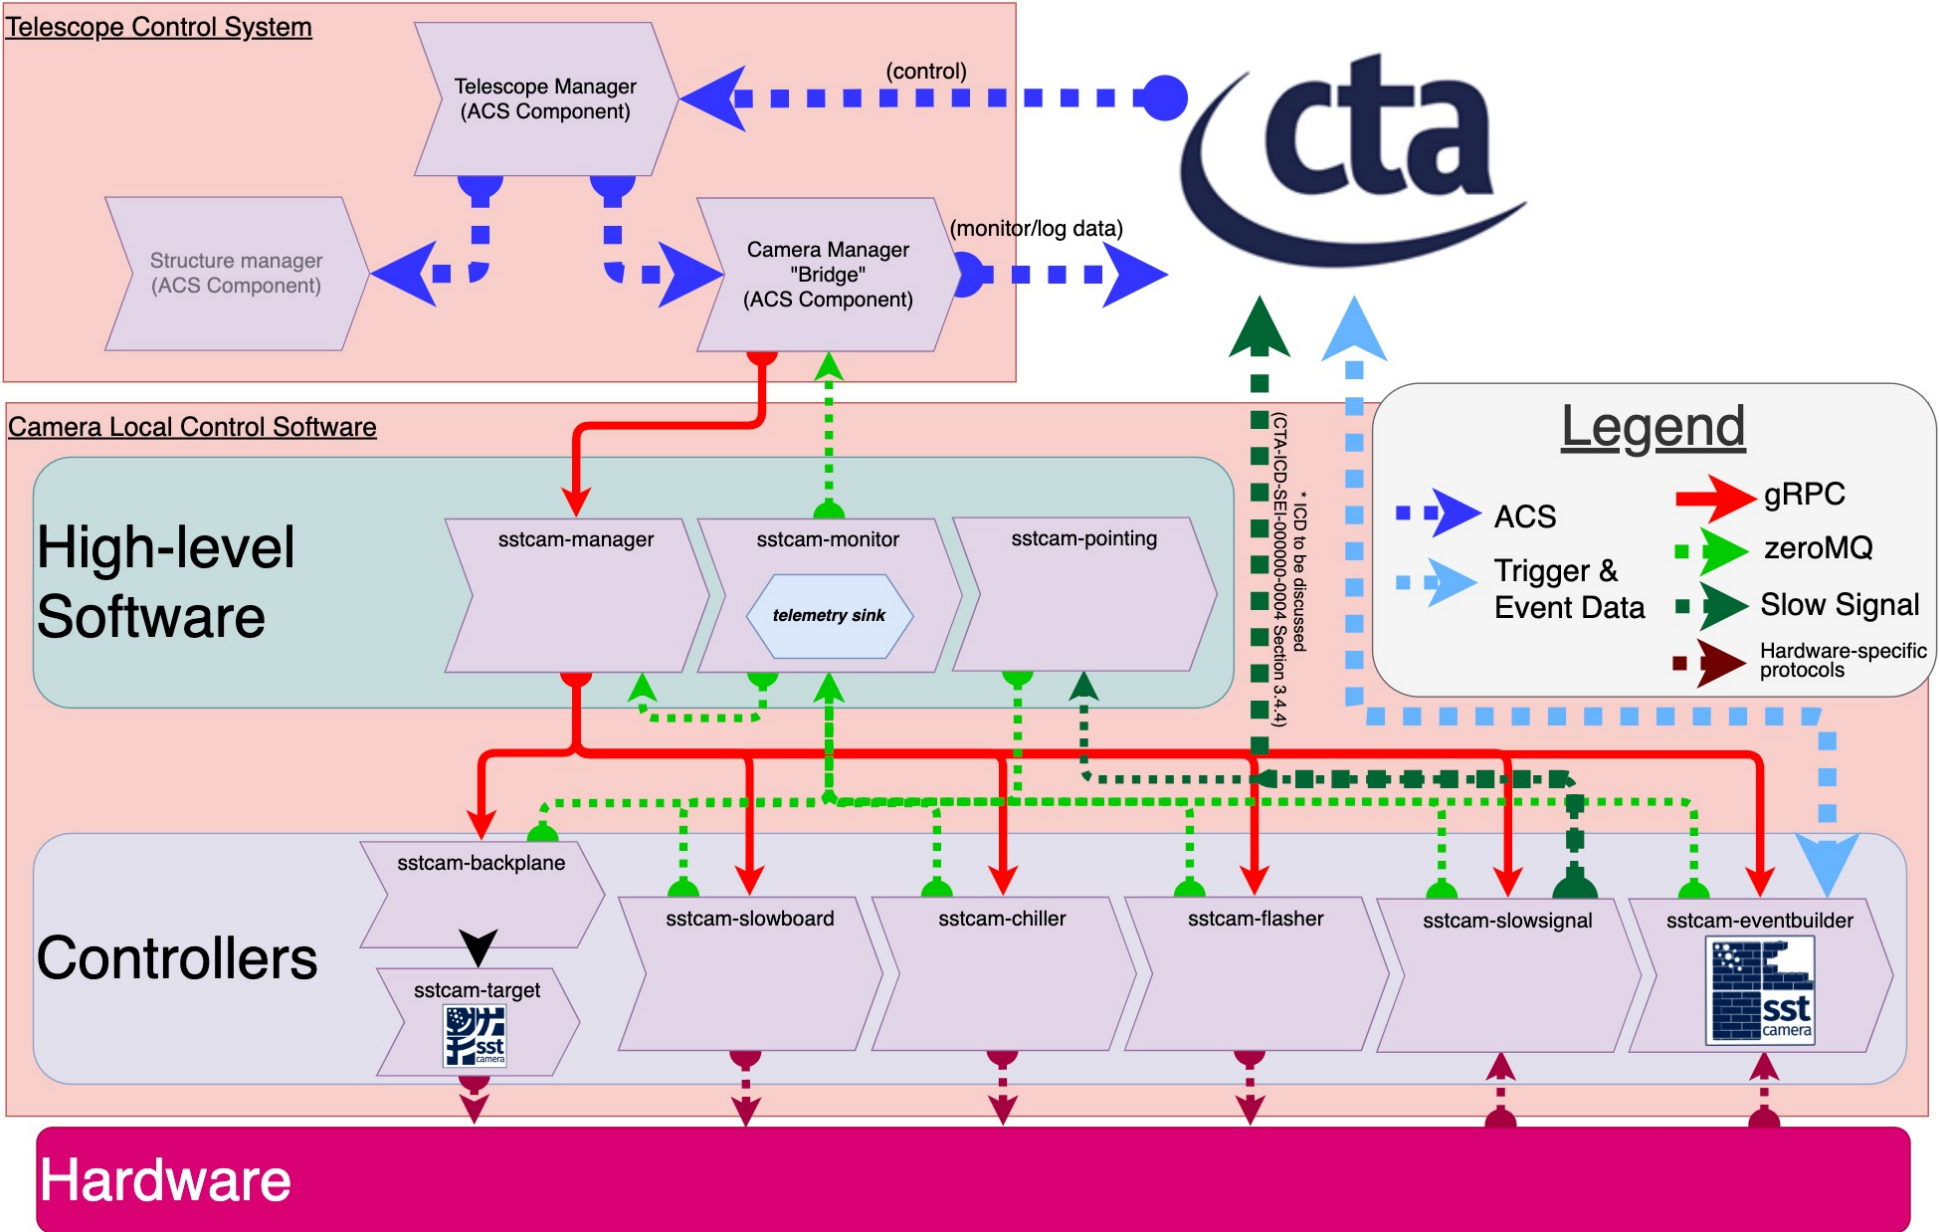 Telescope Control System
Telescope Manager
(ACS Component)
(control)
cta
Structure manager
(ACS Component)
Camera Manager
"Bridge"
(ACS Component)
(monitor/log data)
Camera Local Control Software
High-level
Software
sstcam-manager
sstcam-monitor
telemetry sink
sstcam-pointing
* ICD to be discussed
(CTA-ICD-SEI-000000-0004 Section 3.4.4)
Legend
ACS
Trigger &
Event Data
gRPC
zeroMQ
Slow Signal
Hardware-specific
protocols
Controllers
sstcam-backplane
sstcam-target
sst
camera
sstcam-slowboard
sstcam-chiller
sstcam-flasher
sstcam-slowsignal
sstcam-eventbuilder
sst
camera
Hardware